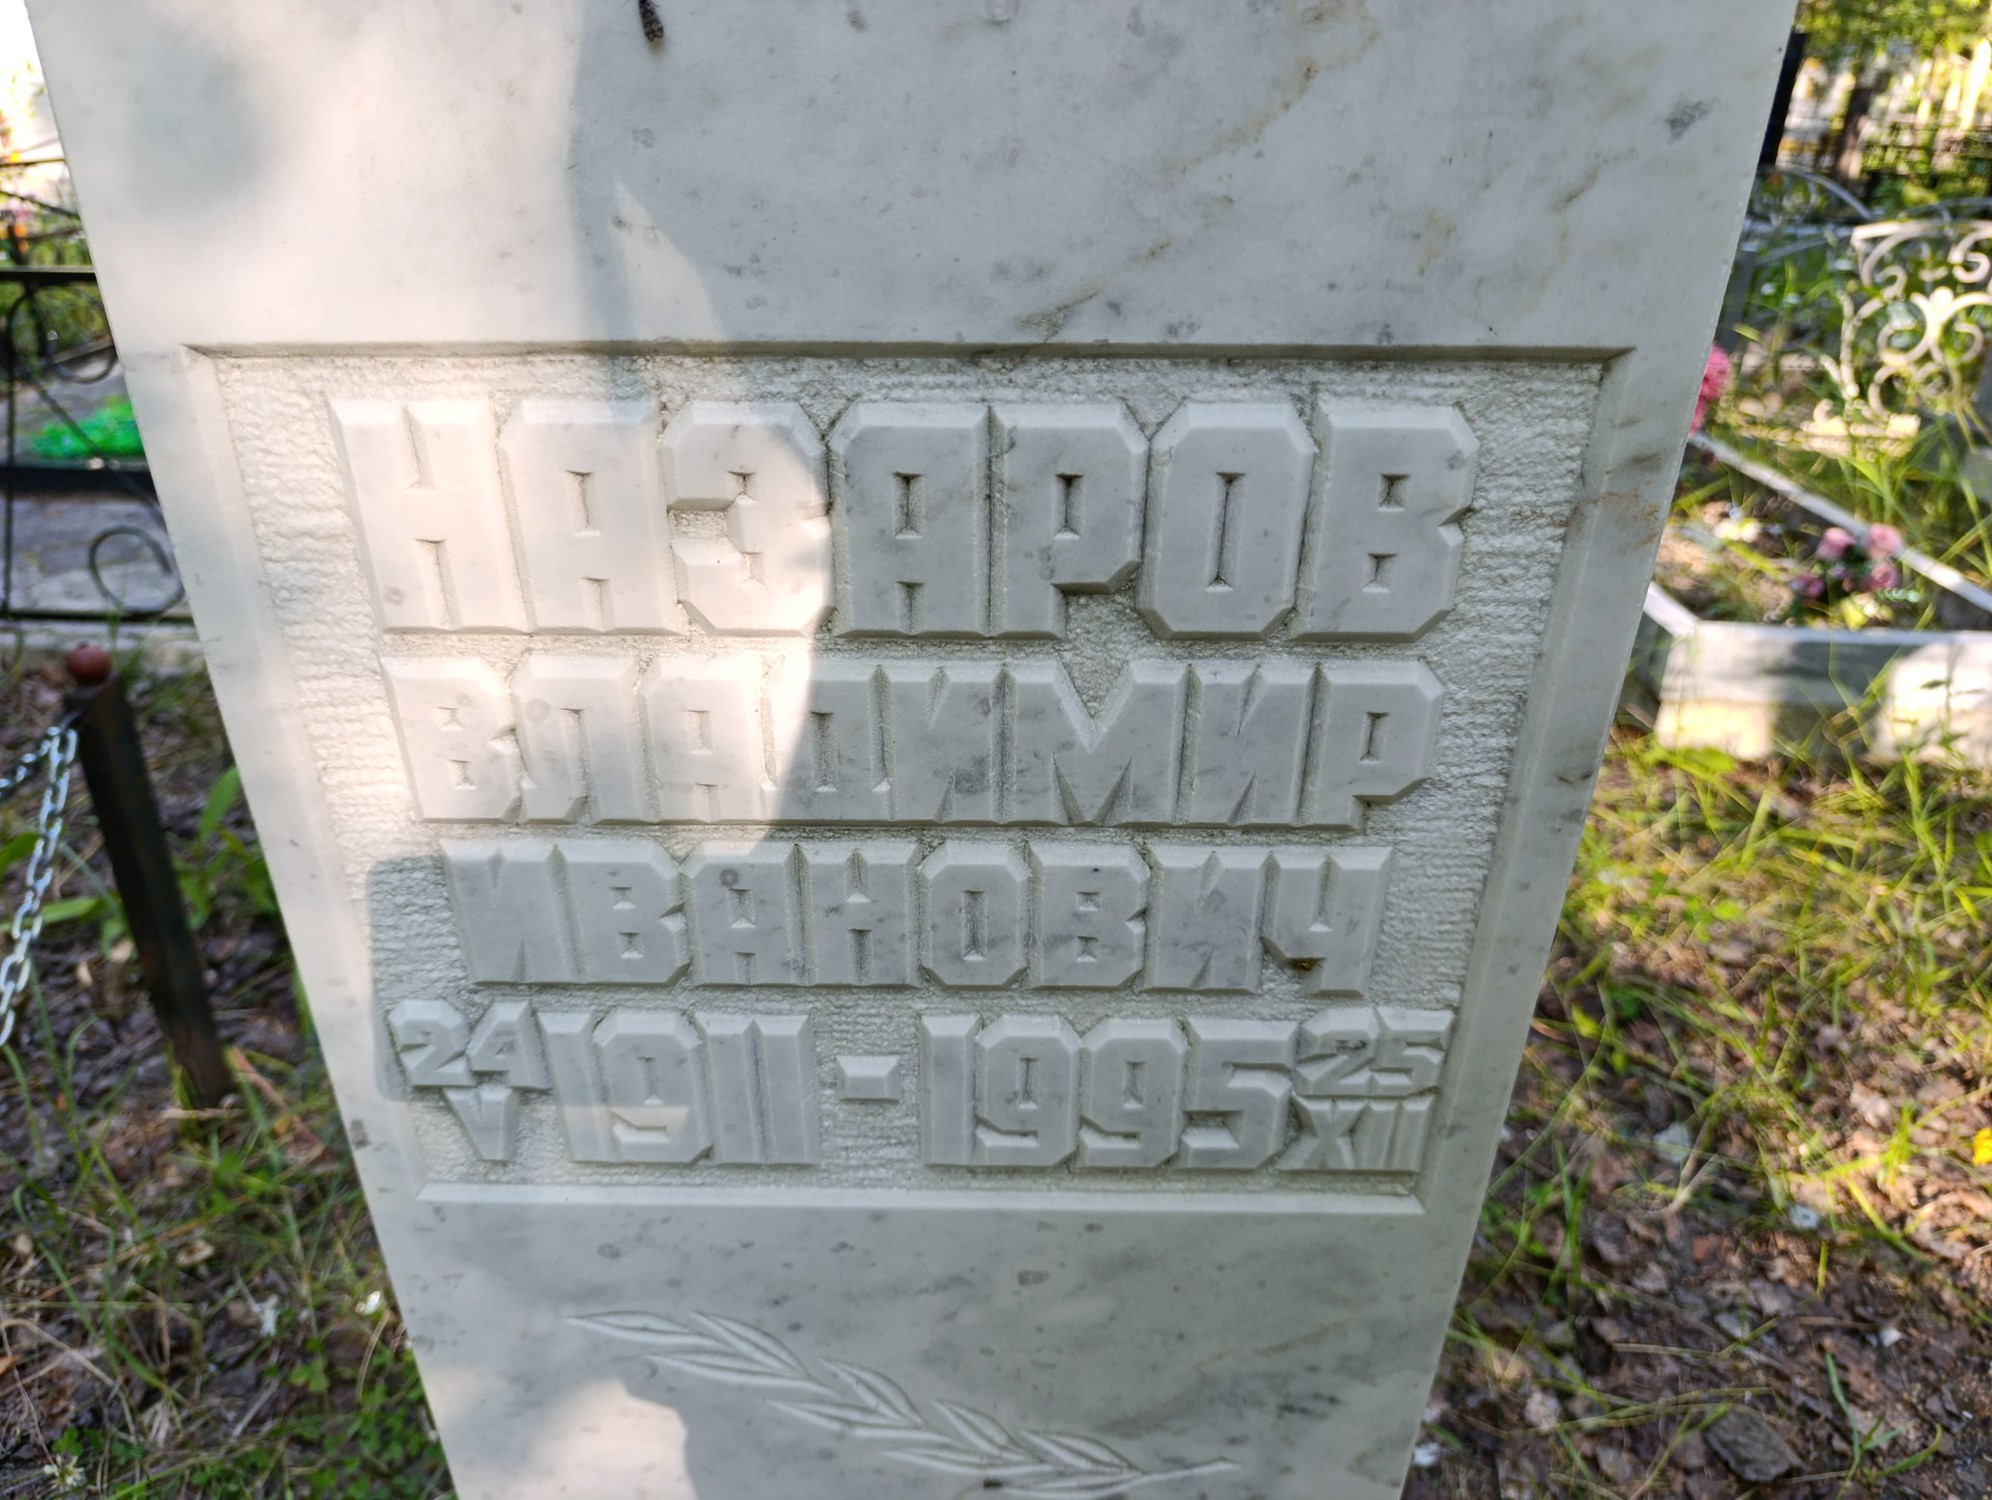 НАЗАРОВ
ВЛАДИМИР
ИВАНОВИЧ
24 V 1911 - 1995 25 XII